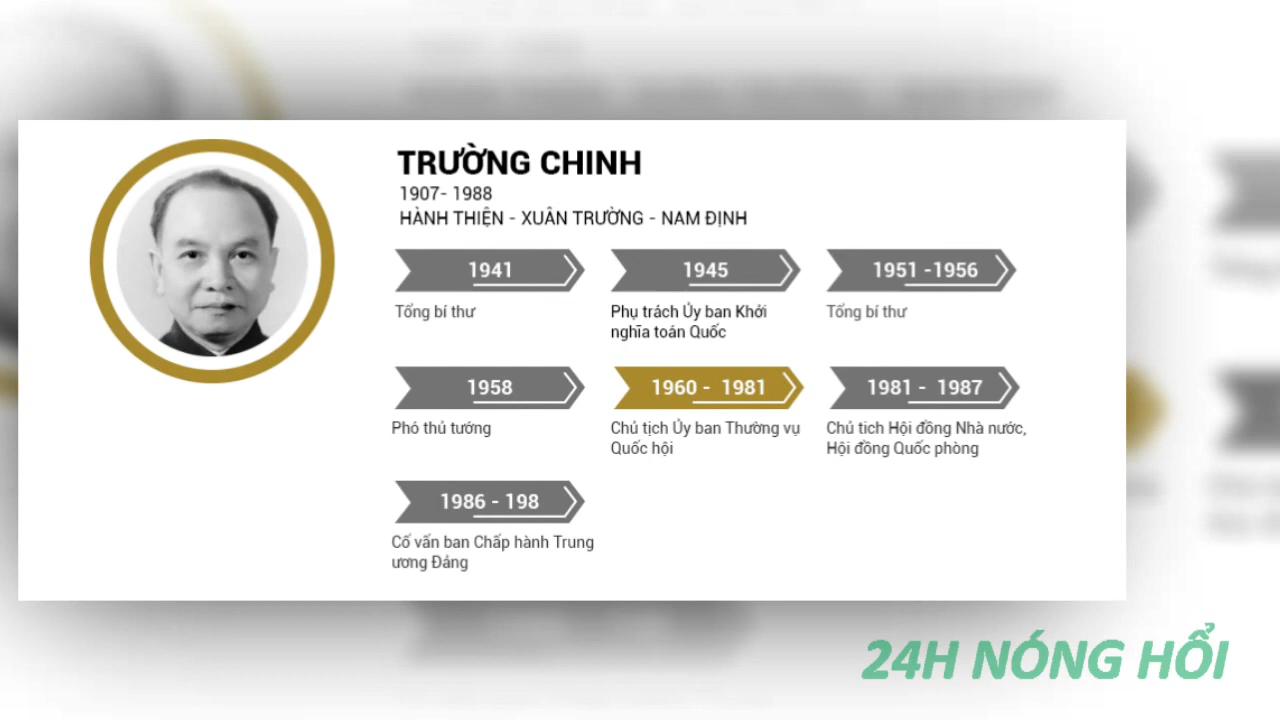 TRƯỜNG CHINH
1907- 1988
HÀNH THIỆN - XUÂN TRƯỜNG - NAM ĐỊNH
1941
Tổng bí thư
1945
Phụ trách Ủy ban Khởi
nghĩa toán Quốc
1951 -1956
Tổng bí thư
1958
Phó thủ tướng
1960 - 1981
Chủ tịch Ủy ban Thường vụ
Quốc hội
1981 - 1987
Chủ tich Hội đồng Nhà nước,
Hội đồng Quốc phòng
1986 - 198
Cố vấn ban Chấp hành Trung
ương Đảng
24H NÓNG HỔI